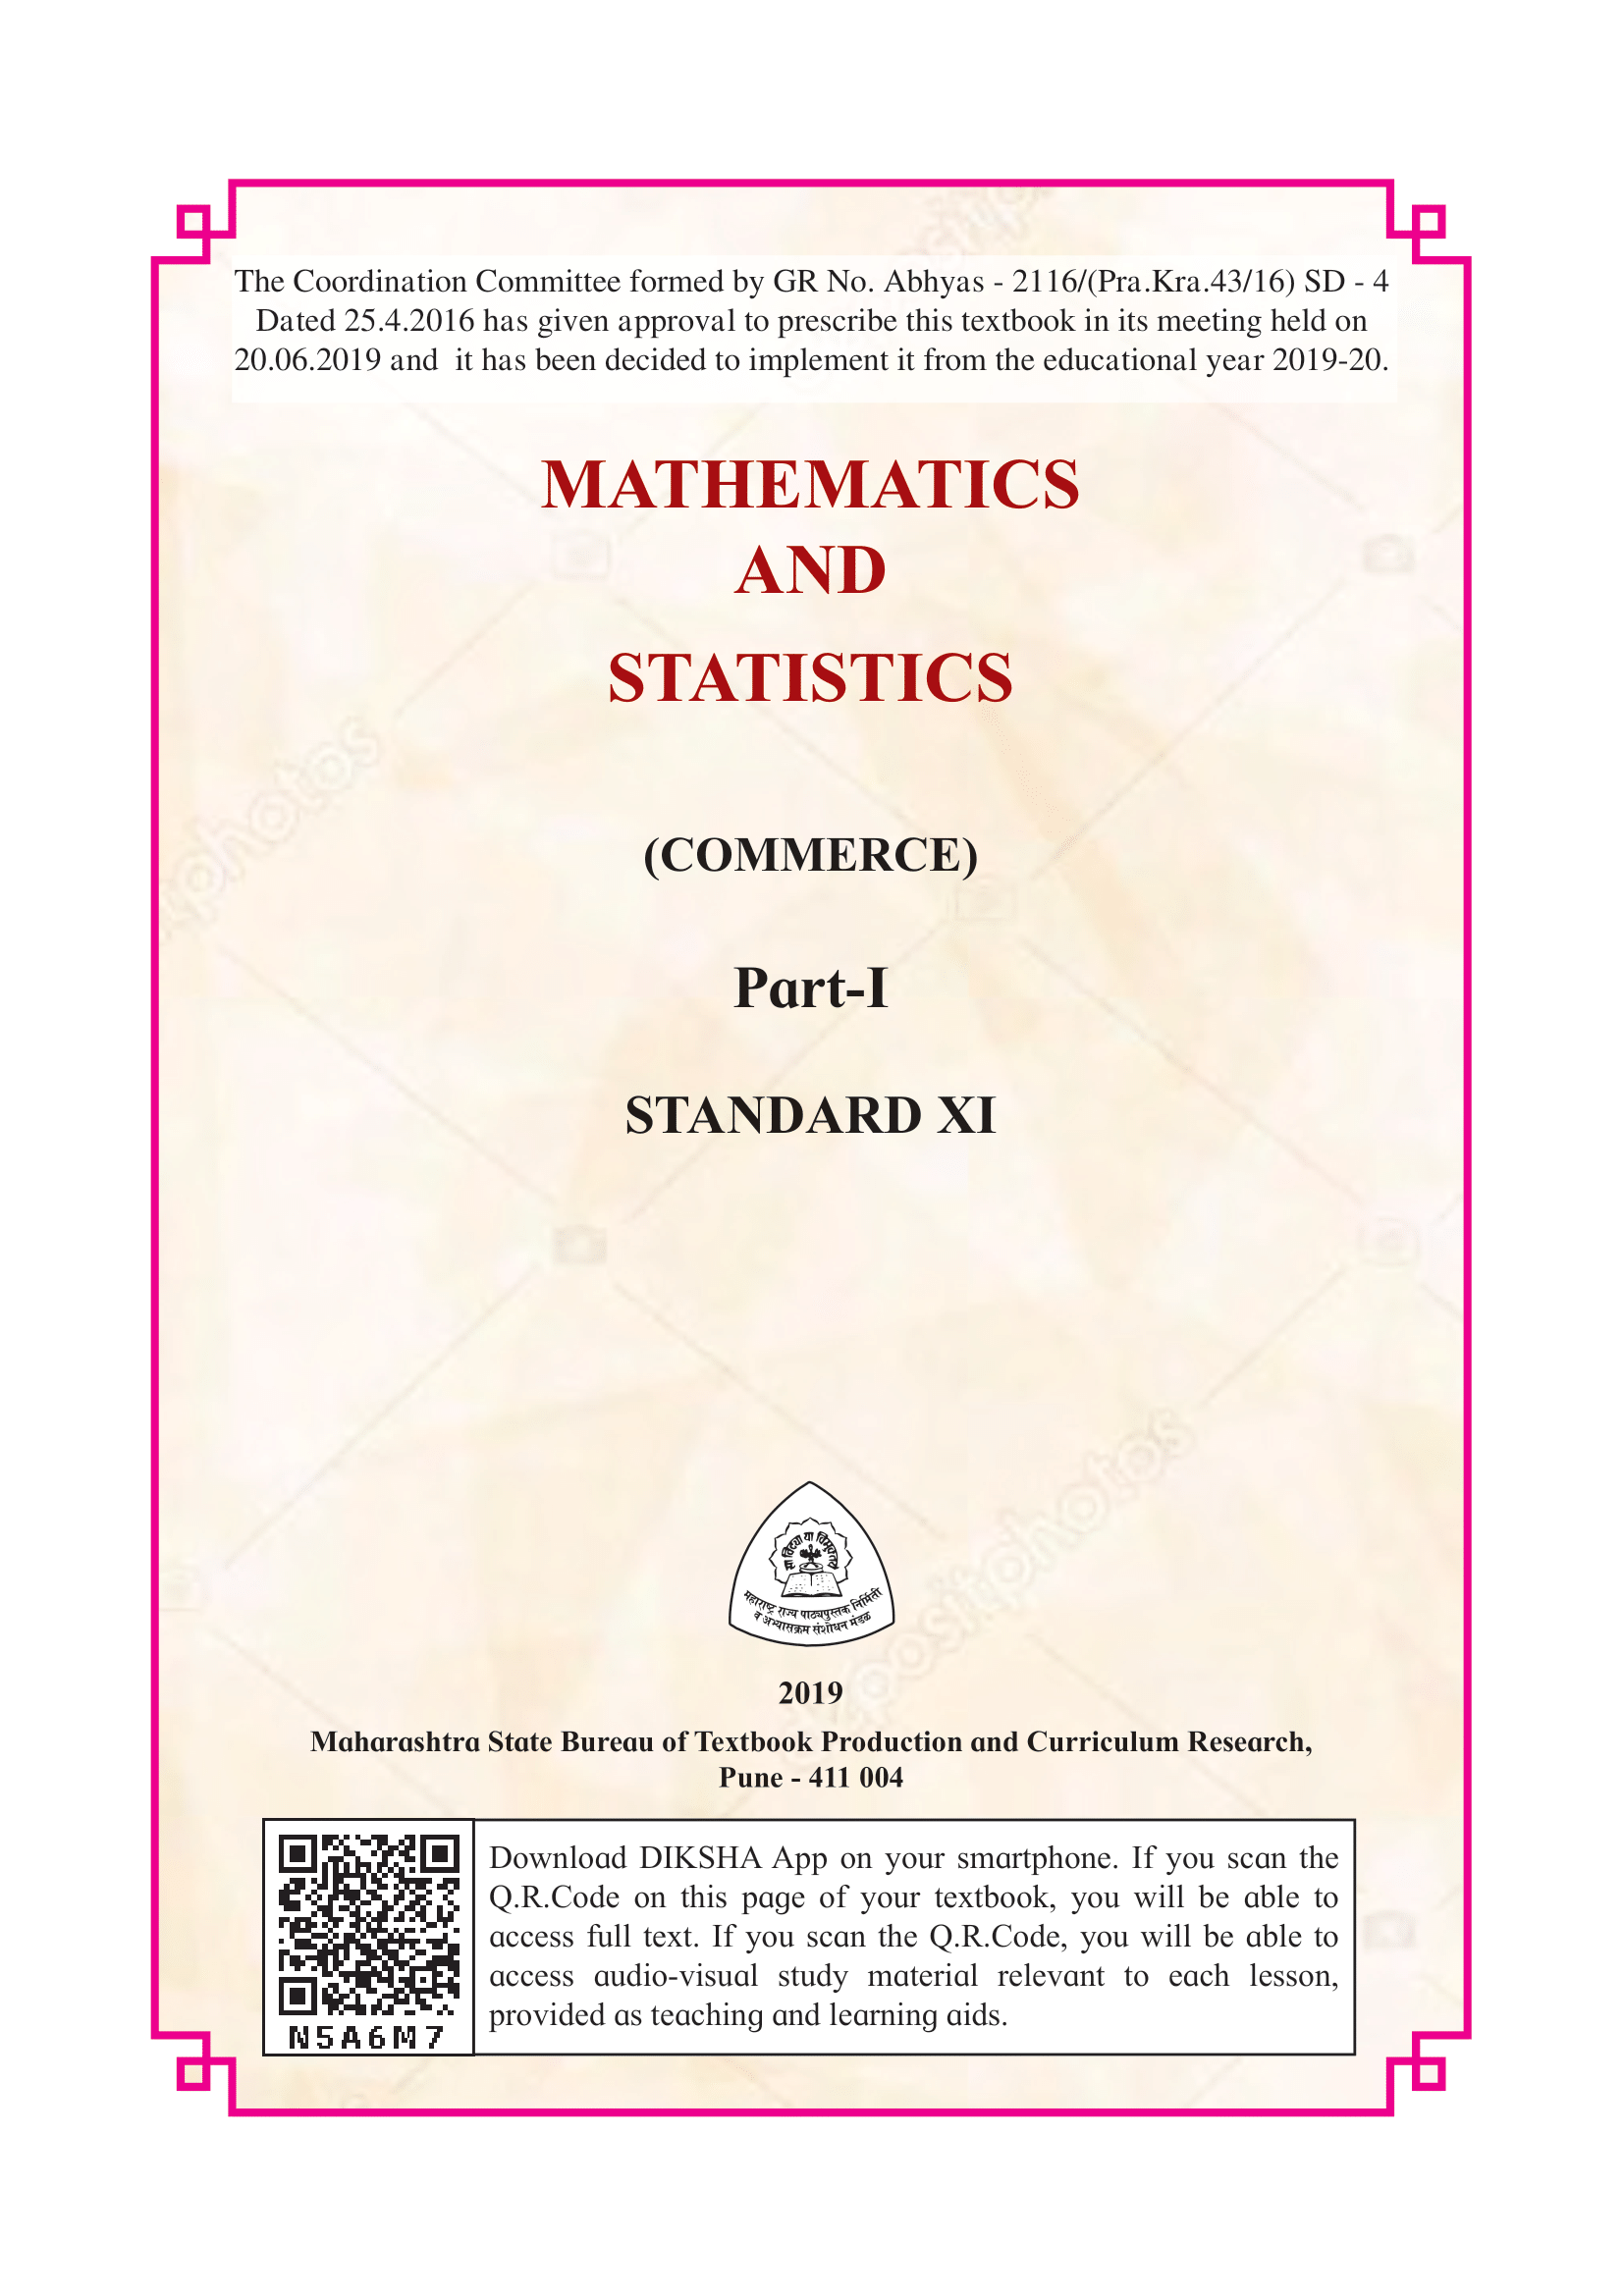 The Coordination Committee formed by GR No. Abhyas - 2116/(Pra.Kra.43/16) SD - 4
Dated 25.4.2016 has given approval to prescribe this textbook in its meeting held on
20.06.2019 and it has been decided to implement it from the educational year 2019-20.
MATHEMATICS
AND
STATISTICS
(COMMERCE)
Part-I
STANDARD XI
या विद्या या विमुक्तये
महाराष्ट्र राज्य पाठ्यपुस्तक निर्मिती
व अभ्यासक्रम संशोधन मंडळ
2019
Maharashtra State Bureau of Textbook Production and Curriculum Research,
Pune - 411 004
Download DIKSHA App on your smartphone. If you scan the
Q.R.Code on this page of your textbook, you will be able to
access full text. If you scan the Q.R.Code, you will be able to
access audio-visual study material relevant to each lesson,
provided as teaching and learning aids.
N5A6M7
depositphotos